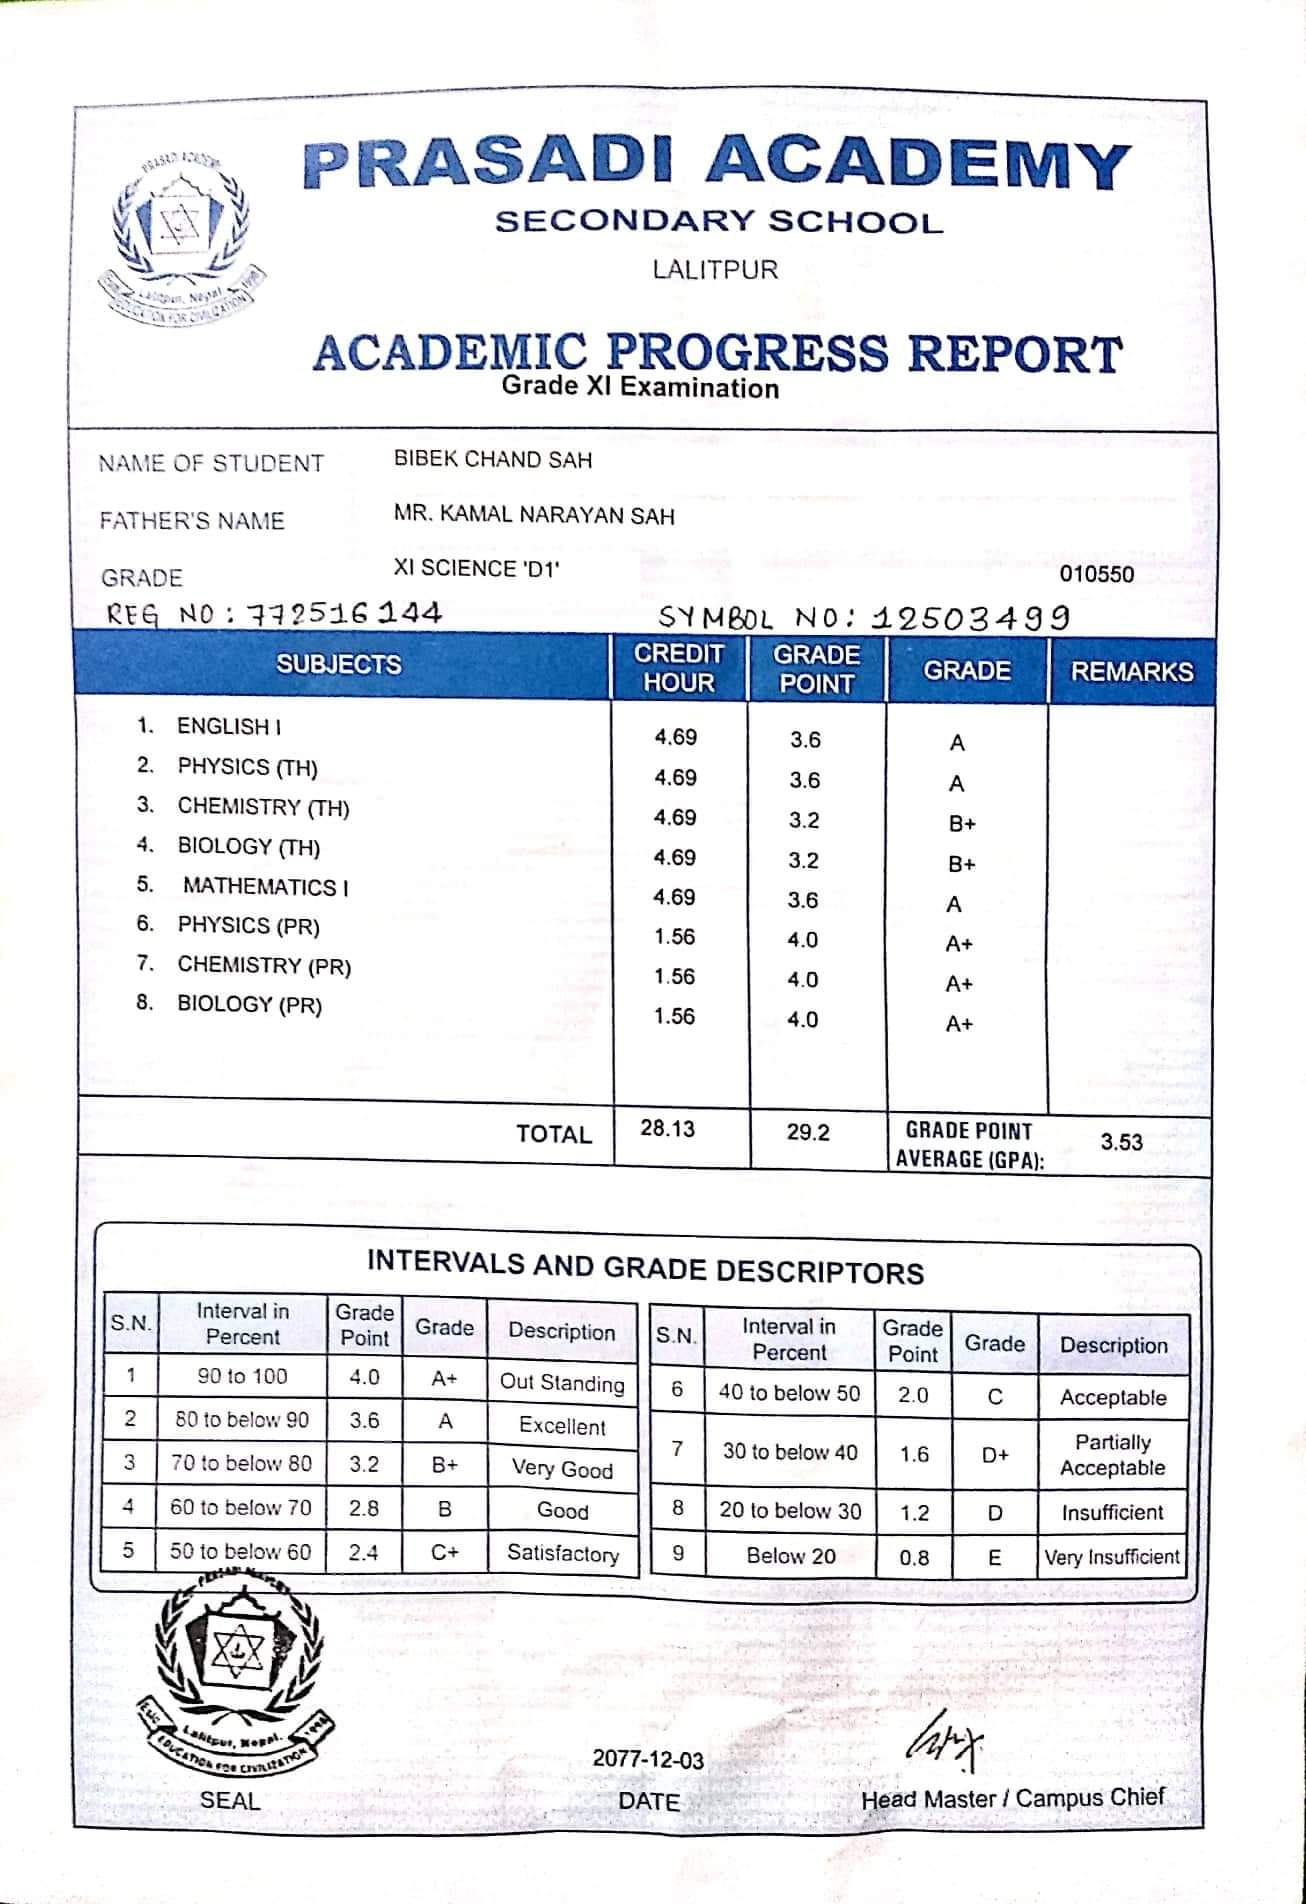 PRASADI ACADEMY
Lalitpur, Nepal
EDUCATION FOR CIVILIZATION
PRASADI ACADEMY
SECONDARY SCHOOL
LALITPUR
ACADEMIC PROGRESS REPORT
Grade XI Examination
NAME OF STUDENT BIBEK CHAND SAH
FATHER'S NAME MR. KAMAL NARAYAN SAH
GRADE XI SCIENCE 'D1' 010550
REG NO : 772516144 SYMBOL NO: 12503499
SUBJECTS CREDIT HOUR GRADE POINT GRADE REMARKS
1. ENGLISH I 4.69 3.6 A
2. PHYSICS (TH) 4.69 3.6 A
3. CHEMISTRY (TH) 4.69 3.2 B+
4. BIOLOGY (TH) 4.69 3.2 B+
5. MATHEMATICS I 4.69 3.6 A
6. PHYSICS (PR) 1.56 4.0 A+
7. CHEMISTRY (PR) 1.56 4.0 A+
8. BIOLOGY (PR) 1.56 4.0 A+
TOTAL 28.13 29.2 GRADE POINT AVERAGE (GPA): 3.53
INTERVALS AND GRADE DESCRIPTORS
S.N. Interval in Percent Grade Point Grade Description S.N. Interval in Percent Grade Point Grade Description
1 90 to 100 4.0 A+ Out Standing 6 40 to below 50 2.0 C Acceptable
2 80 to below 90 3.6 A Excellent 7 30 to below 40 1.6 D+ Partially Acceptable
3 70 to below 80 3.2 B+ Very Good
4 60 to below 70 2.8 B Good 8 20 to below 30 1.2 D Insufficient
5 50 to below 60 2.4 C+ Satisfactory 9 Below 20 0.8 E Very Insufficient
Lalitpur, Nepal.
EDUCATION FOR CIVILIZATION
2077-12-03
SEAL DATE Head Master / Campus Chief